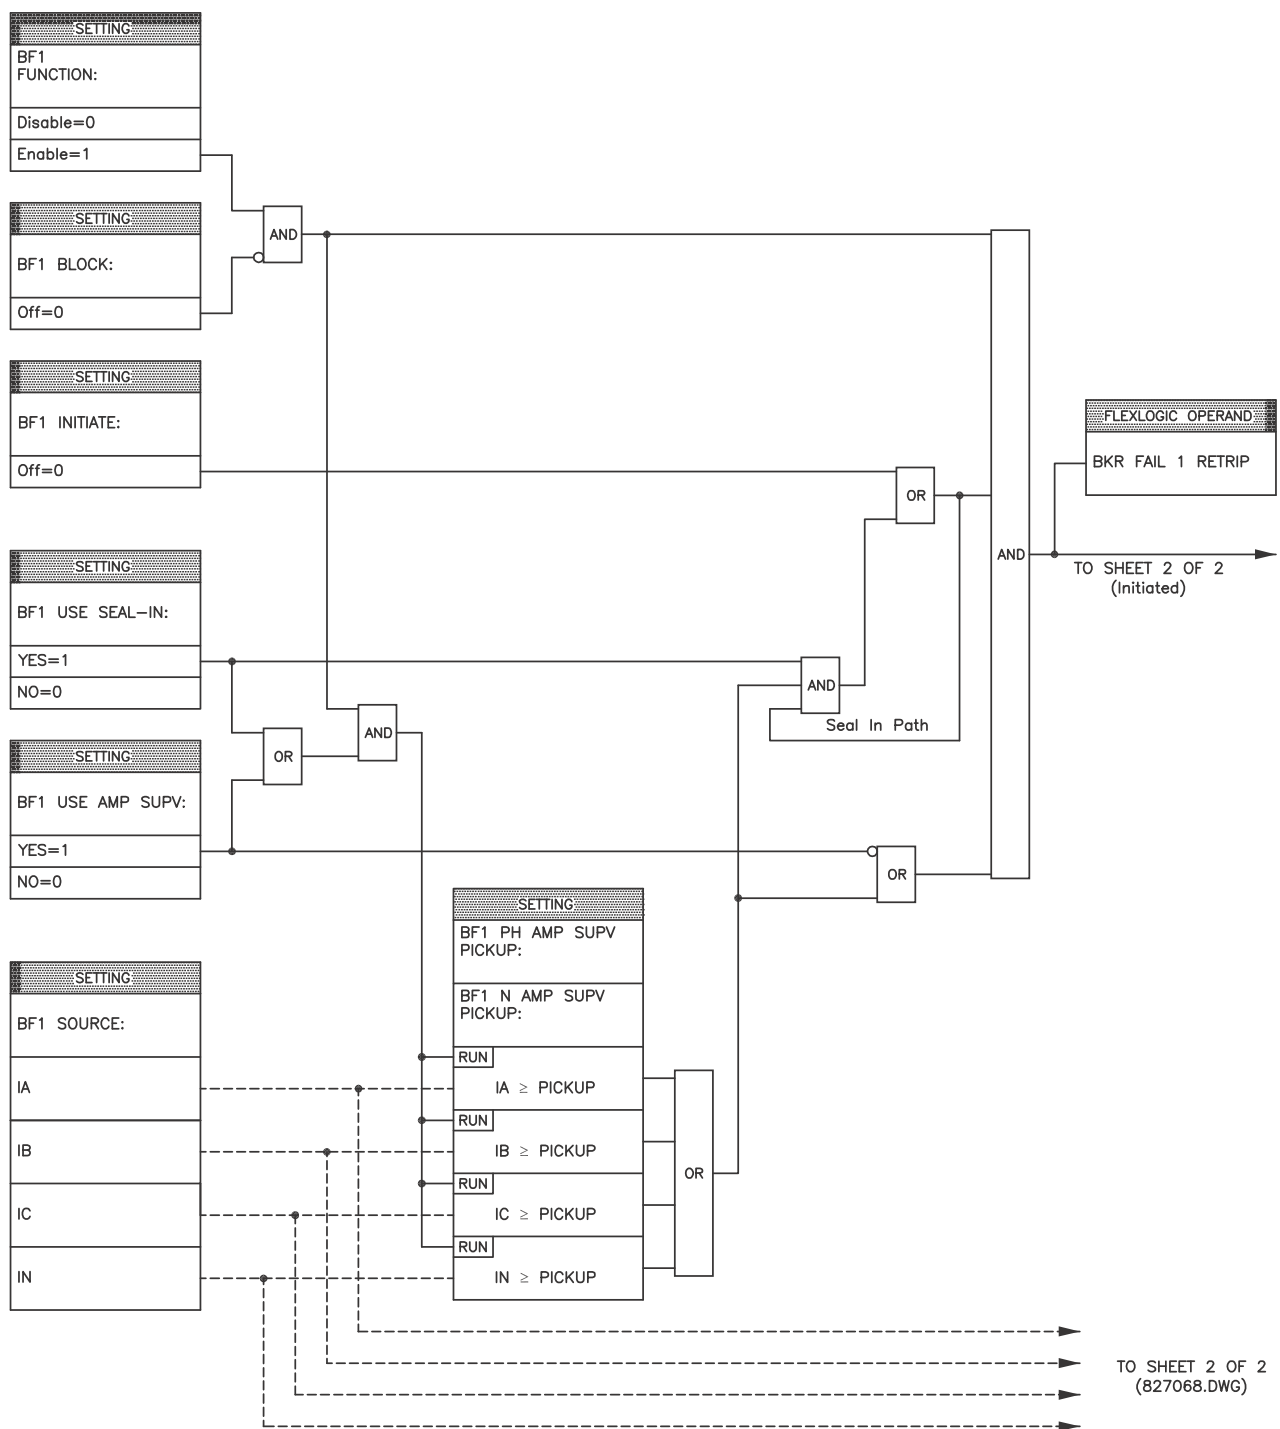 SETTING
BF1
FUNCTION:
Disable=0
Enable=1
SETTING
BF1 BLOCK:
Off=0
AND
SETTING
BF1 INITIATE:
Off=0
OR
AND
FLEXLOGIC OPERAND
BKR FAIL 1 RETRIP
TO SHEET 2 OF 2
(Initiated)
SETTING
BF1 USE SEAL-IN:
YES=1
NO=0
AND
Seal In Path
OR
AND
SETTING
BF1 USE AMP SUPV:
YES=1
NO=0
OR
SETTING
BF1 PH AMP SUPV
PICKUP:
BF1 N AMP SUPV
PICKUP:
RUN
IA ≥ PICKUP
RUN
IB ≥ PICKUP
RUN
IC ≥ PICKUP
RUN
IN ≥ PICKUP
OR
SETTING
BF1 SOURCE:
IA
IB
IC
IN
TO SHEET 2 OF 2
(827068.DWG)